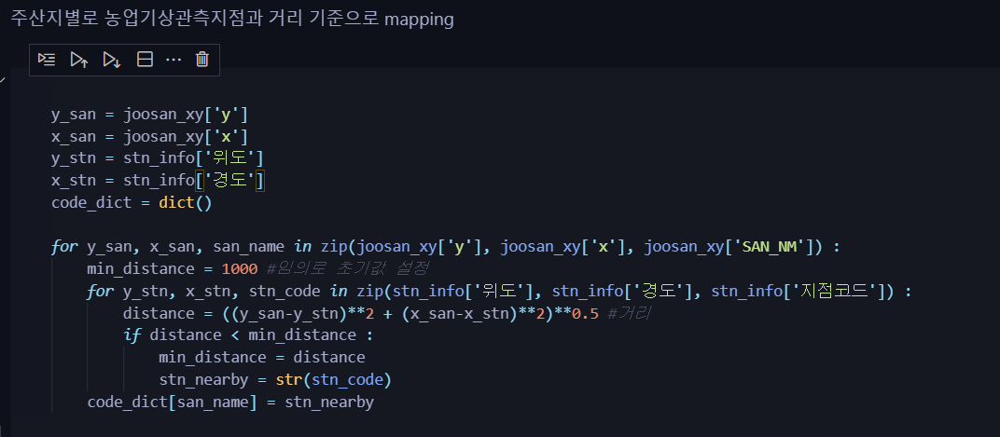 주산지별로 농업기상관측지점과 거리 기준으로 mapping
y_san = joosan_xy['y']
x_san = joosan_xy['x']
y_stn = stn_info['위도']
x_stn = stn_info['경도']
code_dict = dict()
for y_san, x_san, san_name in zip(joosan_xy['y'], joosan_xy['x'], joosan_xy['SAN_NM']) :
    min_distance = 1000 #임의로 초기값 설정
    for y_stn, x_stn, stn_code in zip(stn_info['위도'], stn_info['경도'], stn_info['지점코드']) :
        distance = ((y_san-y_stn)**2 + (x_san-x_stn)**2)**0.5 #거리
        if distance < min_distance :
            min_distance = distance
            stn_nearby = str(stn_code)
    code_dict[san_name] = stn_nearby